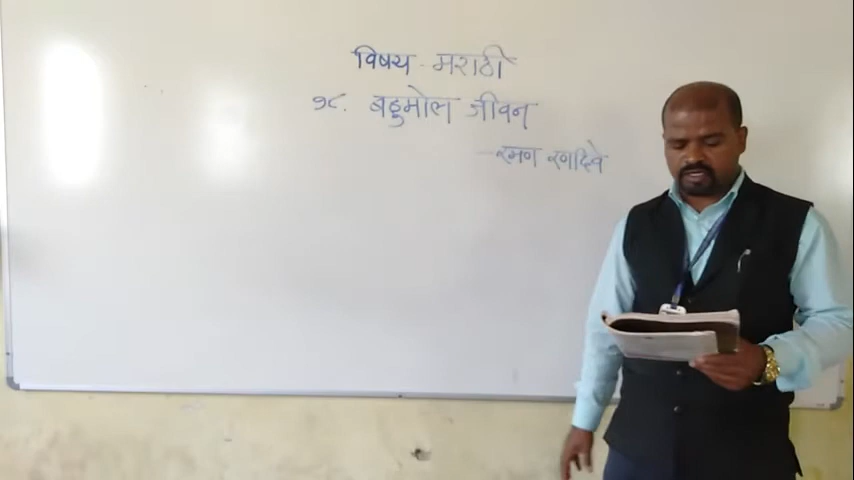 विषय - मराठी
१८. बहुमोल जीवन
- रमण रणदिवे